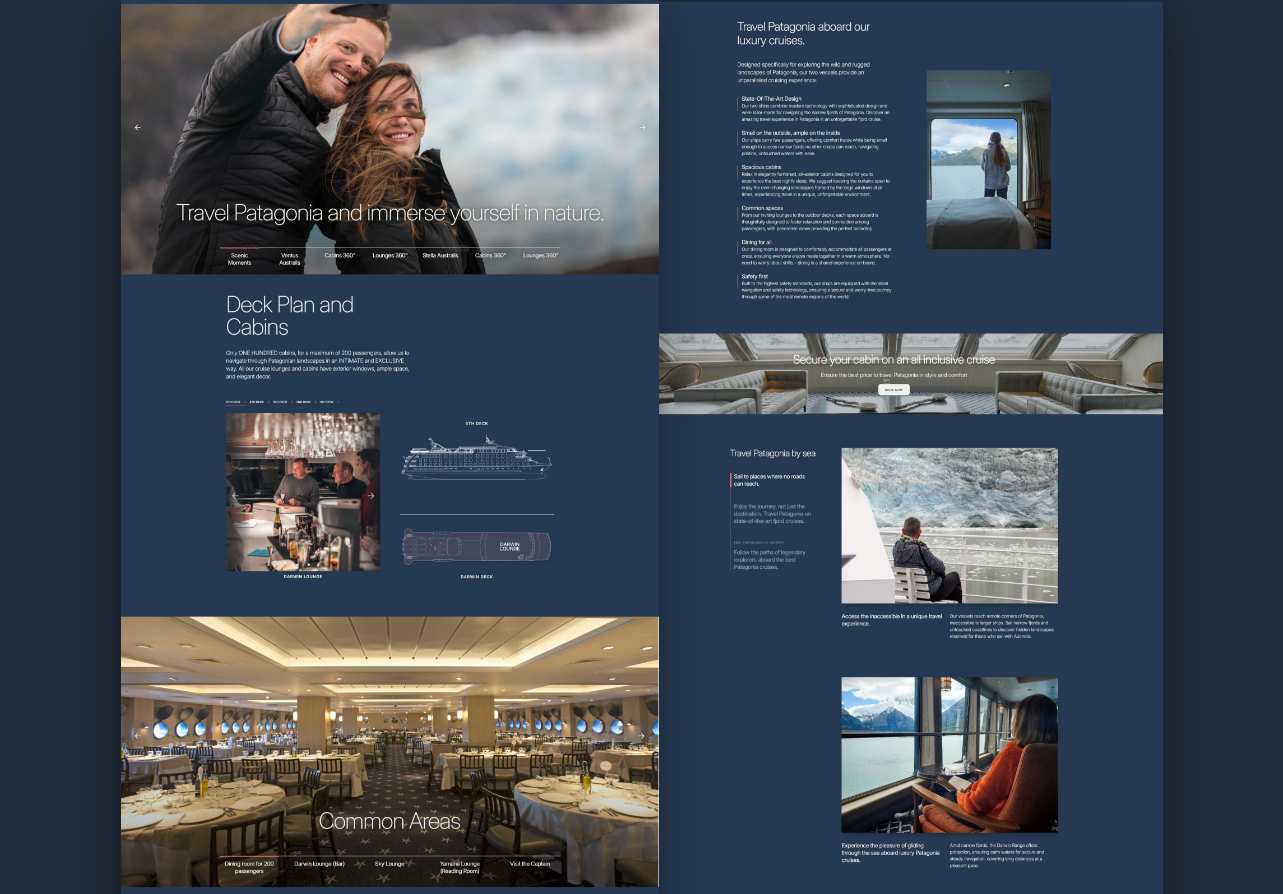 Travel Patagonia and immerse yourself in nature.
Scenic
Moments
Ventus
Australis
Cabins 360°
Lounges 360°
Stella Australis
Cabins 360°
Lounges 360°
Deck Plan and
Cabins
Only ONE HUNDRED cabins, for a maximum of 200 passengers, allow us to
navigate through Patagonian landscapes in an INTIMATE and EXCLUSIVE
way. All our cruise lounges and cabins have exterior windows, ample space,
and elegant decor.
5TH DECK
DARWIN
LOUNGE
DARWIN LOUNGE
DARWIN DECK
Common Areas
Dining room for 200
passengers
Darwin Lounge (Bar)
Sky Lounge
Yamana Lounge
(Reading Room)
Visit the Captain
Travel Patagonia aboard our
luxury cruises.
Designed specifically for exploring the wild and rugged
landscapes of Patagonia, our two vessels provide an
unparalleled cruising experience.
State-Of-The-Art Design
Our two ships combine modern technology with sophisticated design and
were tailor-made for navigating the narrow fjords of Patagonia. Discover an
amazing travel experience in Patagonia in an unforgettable fjord cruise.
Small on the outside, ample on the inside
Our ships carry few passengers, offering comfort inside while being small
enough to access narrow fjords no other cruise can reach, navigating
pristine, untouched waters with ease.
Spacious cabins
Relax in elegantly furnished, all-exterior cabins designed for you to
experience the best night's sleep. We suggest keeping the curtains open to
enjoy the ever-changing landscapes framed by the large windows at all
times, experiencing travel in a unique, unforgettable environment.
Common spaces
From our inviting lounges to the outdoor decks, each space aboard is
thoughtfully designed to foster relaxation and connection among
passengers, with panoramic views providing the perfect backdrop.
Dining for all
Our dining room is designed to comfortably accommodate all passengers at
once, ensuring everyone enjoys meals together in a warm atmosphere. No
need to worry about shifts - dining is a shared experience on board.
Safety first
Built to the highest safety standards, our ships are equipped with the latest
navigation and safety technology, ensuring a secure and worry-free journey
through some of the most remote regions of the world.
Secure your cabin on an all inclusive cruise
Ensure the best price to travel Patagonia in style and comfort
BOOK NOW
Travel Patagonia by sea
Sail to places where no roads
can reach.
Enjoy the journey, not just the
destination. Travel Patagonia on
state-of-the-art fjord cruises.
Follow the paths of legendary
explorers aboard the best
Patagonia cruises.
Access the inaccessible in a unique travel
experience.
Our vessels reach remote corners of Patagonia,
inaccessible to larger ships. Sail narrow fjords and
untouched coastlines to discover hidden landscapes
reserved for those who sail with Australis.
Experience the pleasure of gliding
through the sea aboard luxury Patagonia
cruises.
Amid narrow fjords, the Darwin Range offers
protection, ensuring calm waters for secure and
steady navigation, covering long distances at a
pleasant pace.